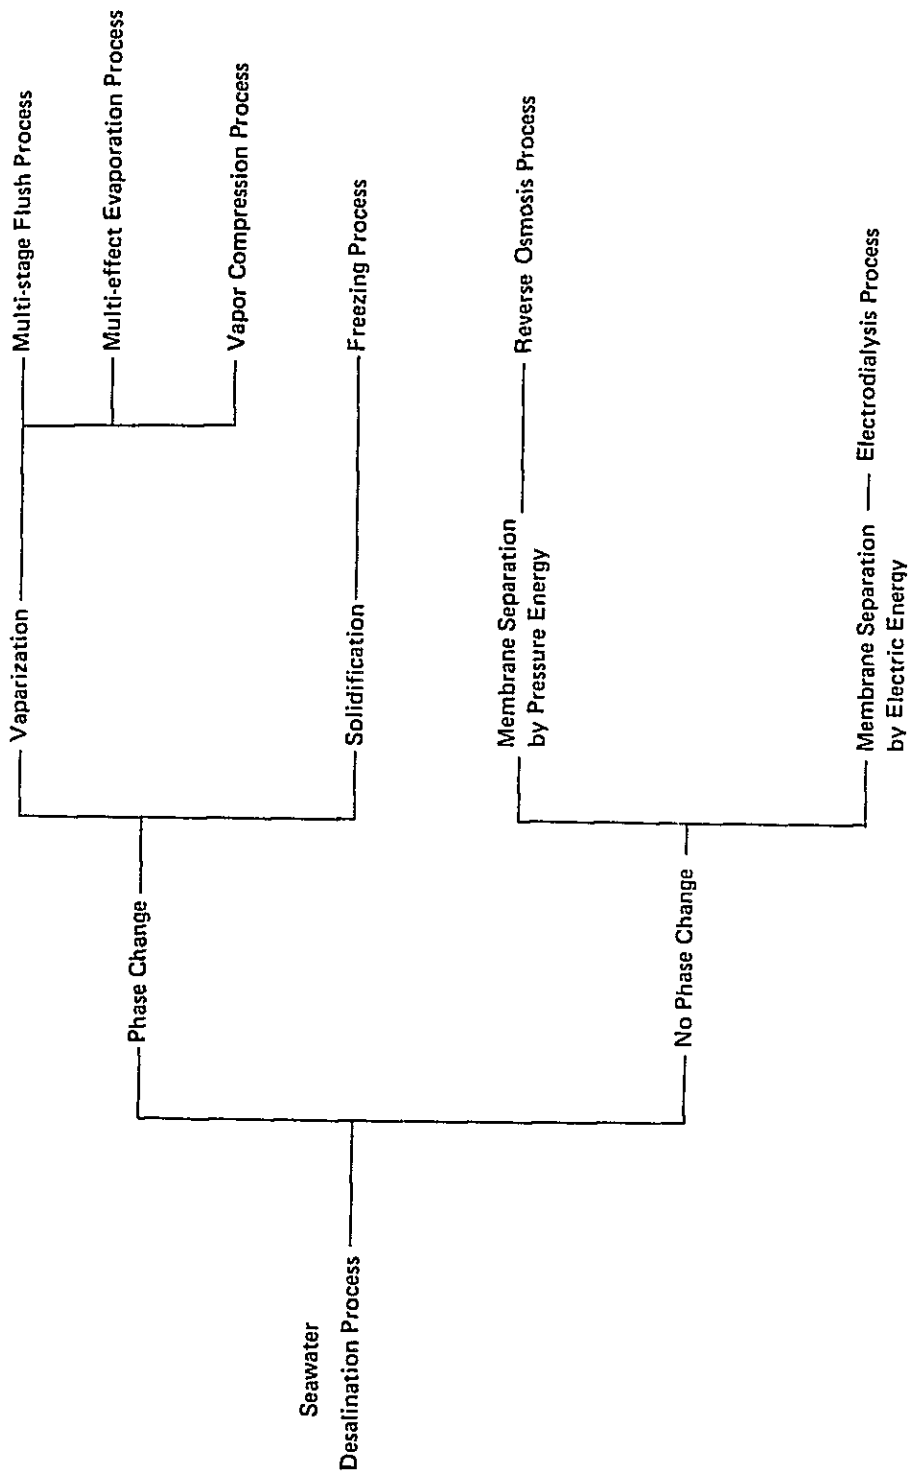 Seawater
Desalination Process
Phase Change
No Phase Change
Vaparization
Solidification
Membrane Separation
by Pressure Energy
Membrane Separation
by Electric Energy
Multi-stage Flush Process
Multi-effect Evaporation Process
Vapor Compression Process
Freezing Process
Reverse Osmosis Process
Electrodialysis Process